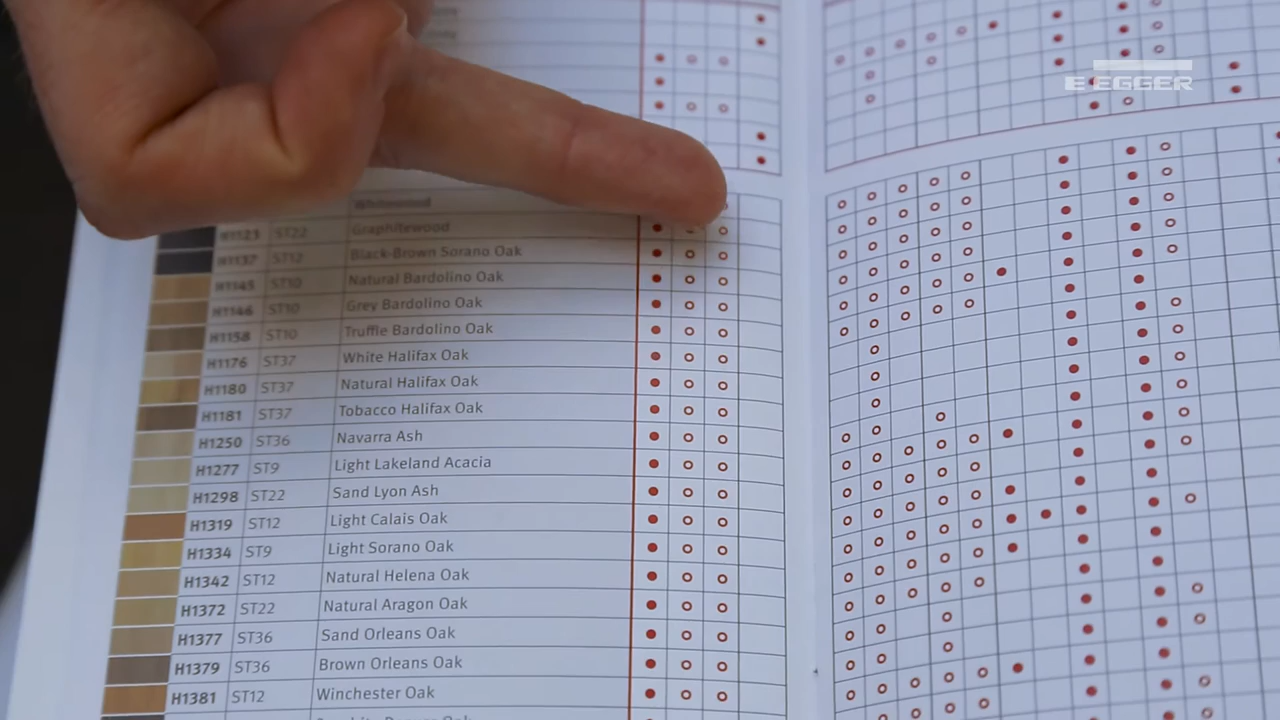 E EGGER
Whitewood
H1123 ST22 Graphitewood
H1137 ST12 Black-Brown Sorano Oak
H1145 ST10 Natural Bardolino Oak
H1146 ST10 Grey Bardolino Oak
H1158 ST10 Truffle Bardolino Oak
H1176 ST37 White Halifax Oak
H1180 ST37 Natural Halifax Oak
H1181 ST37 Tobacco Halifax Oak
H1250 ST36 Navarra Ash
H1277 ST9 Light Lakeland Acacia
H1298 ST22 Sand Lyon Ash
H1319 ST12 Light Calais Oak
H1334 ST9 Light Sorano Oak
H1342 ST12 Natural Helena Oak
H1372 ST22 Natural Aragon Oak
H1377 ST36 Sand Orleans Oak
H1379 ST36 Brown Orleans Oak
H1381 ST12 Winchester Oak